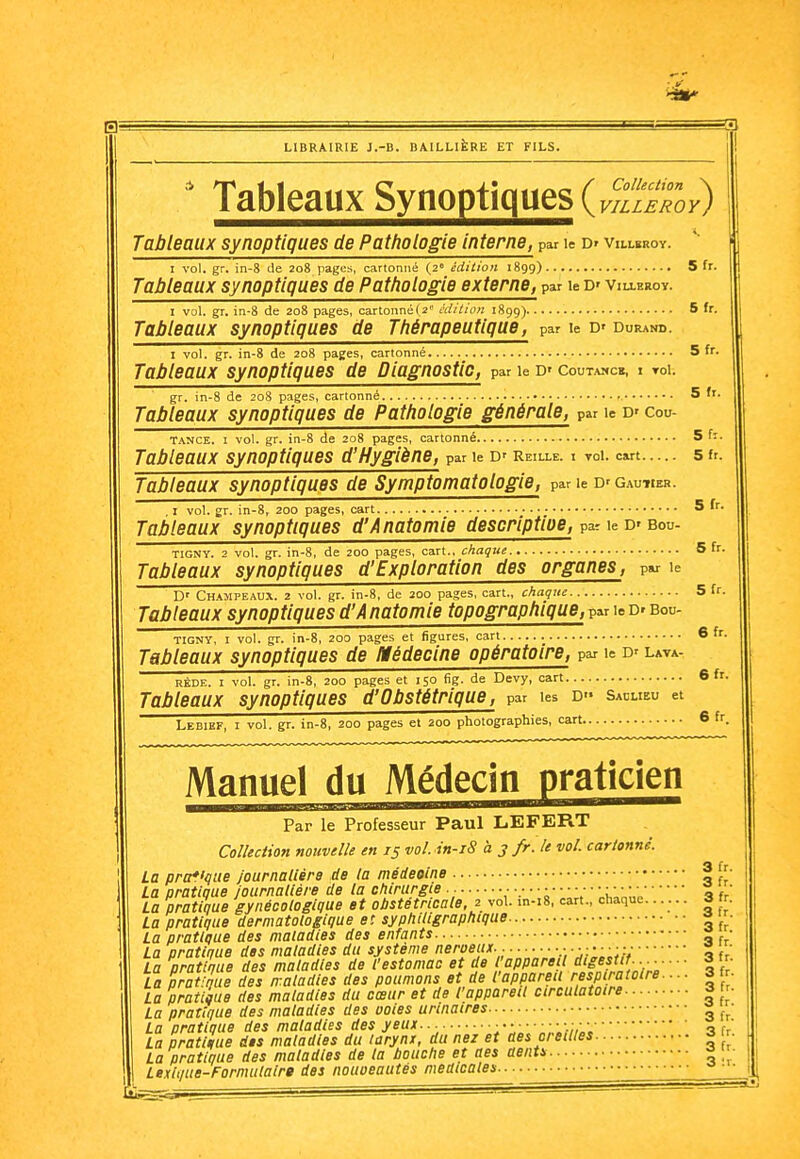 LIBRAIRIE J.-B. BAILLIÈRE ET FILS.
Tableaux Synoptiques (Collection VILLEROY)
Tableaux synoptiques de Pathologie interne, par le Dr VILLEROY.
1 vol. gr. in-8 de 208 pages, cartonné (2e édition 1899)..... 5 fr.
Tableaux synoptiques de Pathologie externe, par le Dr VILLEROY.
1 vol. gr. in-8 de 208 pages, cartonné (2e édition 1899)..... 5 fr.
Tableaux synoptiques de Thérapeutique, par le Dr DURAND.
1 vol. gr. in-8 de 208 pages, cartonné..... 5 fr.
Tableaux synoptiques de Diagnostic, par le Dr COUTANCE, 1 vol.
gr. in-8 de 208 pages, cartonné..... 5 fr.
Tableaux synoptiques de Pathologie générale, par le Dr COU-
TANCE. 1 vol. gr. in-8 de 208 pages, cartonné..... 5 fr.
Tableaux synoptiques d'Hygiène, par le Dr REILLE. 1 vol. cart..... 5 fr.
Tableaux synoptiques de Symptomatologie, par le Dr GAUTIER.
1 vol. gr. in-8, 200 pages, cart..... 5 fr.
Tableaux synoptiques d'Anatomie descriptive, par le Dr BOU-
TIGNY. 2 vol. gr. in-8, de 200 pages, cart., chaque..... 5 fr.
Tableaux synoptiques d'Exploration des organes, par le
Dr CHAMPEAUX. 2 vol. gr. in-8, de 200 pages, cart., chaque..... 5 fr.
Tableaux synoptiques d'Anatomie topographique, par le Dr BOU-
TIGNY, 1 vol. gr. in-8, 200 pages et figures, cart..... 6 fr.
Tableaux synoptiques de Médecine opératoire, par le Dr LAVA-
RÈDE. 1 vol. gr. in-8, 200 pages et 150 fig. de Devy, cart..... 6 fr.
Tableaux synoptiques d'Obstétrique, par les Drs SAULIEU et
LEBIEF, 1 vol. gr. in-8, 200 pages et 200 photographies, cart..... 6 fr.
Manuel du Médecin praticien
Par le Professeur Paul LEFERT
Collection nouvelle en 15 vol. in-18 à 3 fr. le vol. cartonné.
La pratique journalière de la médecine..... 3 fr.
La pratique journalière de la chirurgie..... 3 fr.
La pratique gynécologique et obstétricale, 2 vol. in-18, cart., chaque..... 3 fr.
La pratique dermatologique et syphiligraphique..... 3 fr.
La pratique des maladies des enfants..... 3 fr.
La pratique des maladies du système nerveux..... 3 fr.
La pratique des maladies de l'estomac et de l'appareil digestif..... 3 fr.
La pratique des maladies des poumons et de l'appareil respiratoire.... 3 fr.
La pratique des maladies du cœur et de l'appareil circulatoire..... 3 fr.
La pratique des maladies des voies urinaires..... 3 fr.
La pratique des maladies des yeux..... 3 fr.
La pratique des maladies du larynx, du nez et des oreilles..... 3 fr.
La pratique des maladies de la bouche et des dents..... 3 fr.
Lexique-Formulaire des nouveautés médicales..... 3 fr.